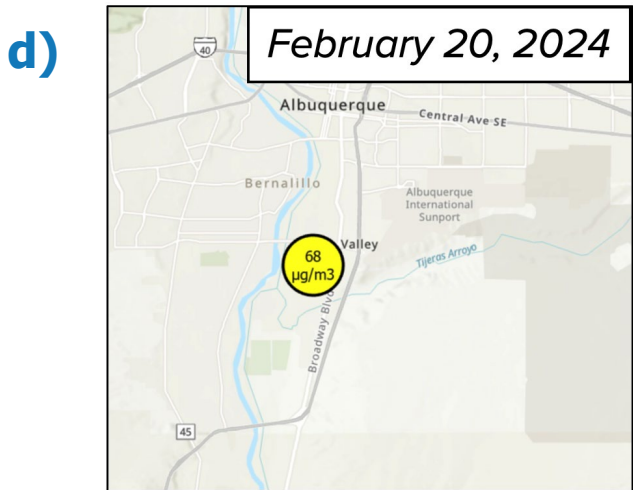 d)
February 20, 2024
40
Albuquerque
Central Ave SE
Bernalillo
Albuquerque
International
Sunport
Valley
68
µg/m3
Tijeras Arroyo
Broadway Blvd
45